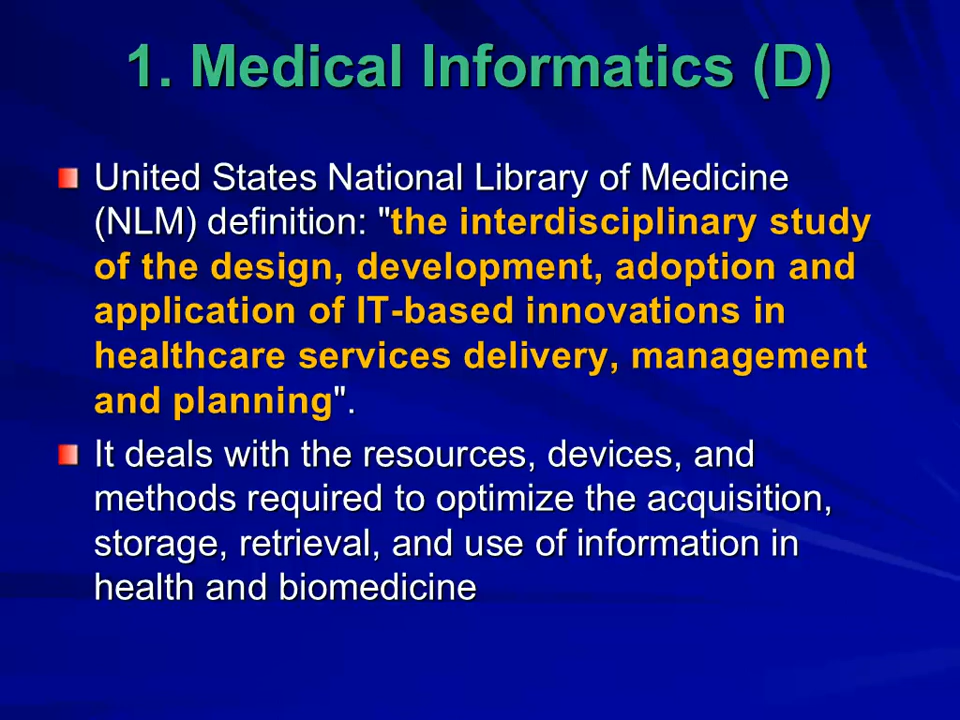 1. Medical Informatics (D)
United States National Library of Medicine
(NLM) definition: "the interdisciplinary study
of the design, development, adoption and
application of IT-based innovations in
healthcare services delivery, management
and planning".
It deals with the resources, devices, and
methods required to optimize the acquisition,
storage, retrieval, and use of information in
health and biomedicine